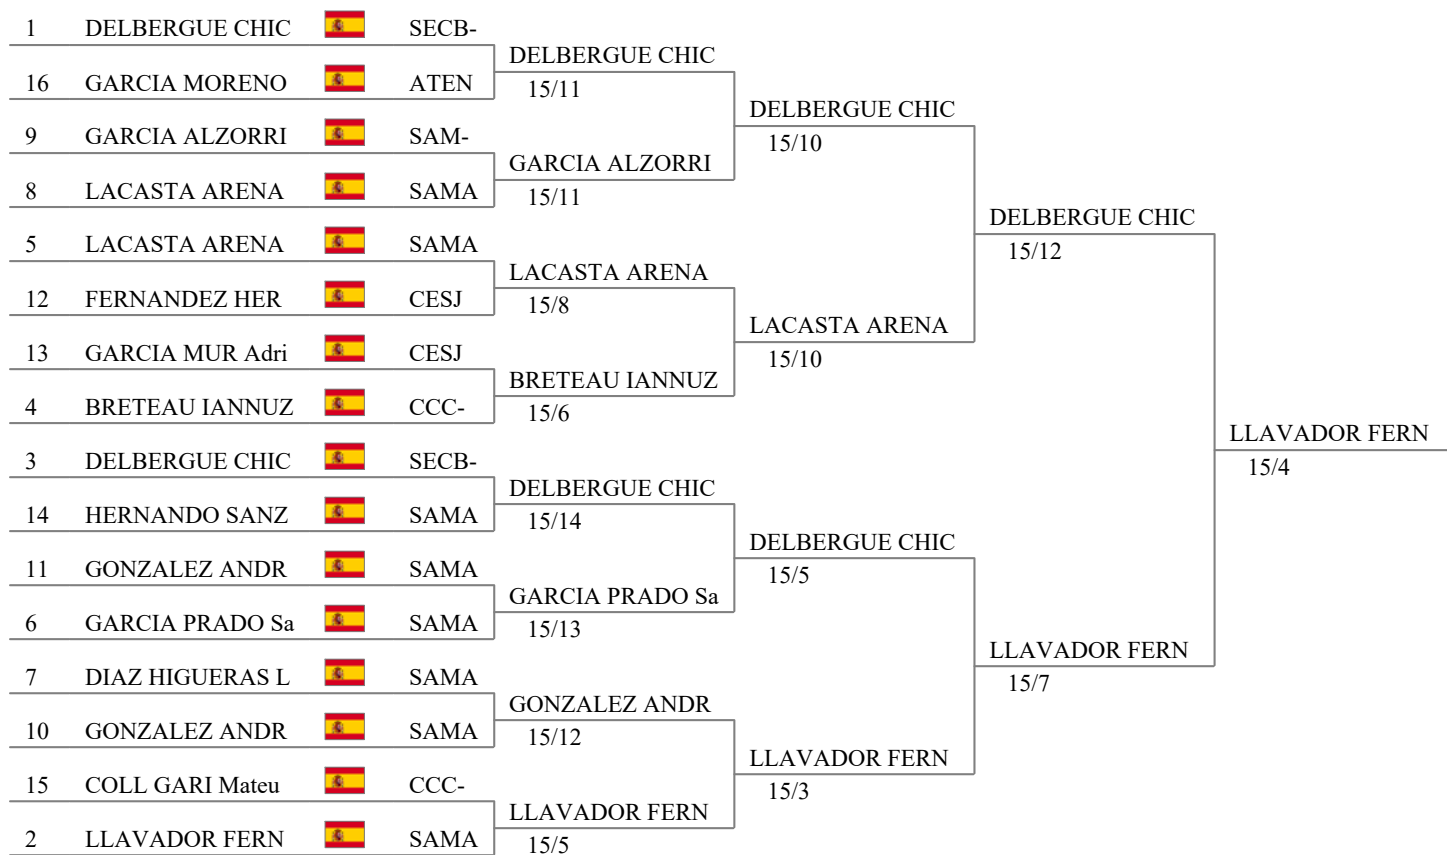 1 DELBERGUE CHIC SECB-
16 GARCIA MORENO ATEN
9 GARCIA ALZORRI SAM-
8 LACASTA ARENA SAMA
5 LACASTA ARENA SAMA
12 FERNANDEZ HER CESJ
13 GARCIA MUR Adri CESJ
4 BRETEAU IANNUZ CCC-
3 DELBERGUE CHIC SECB-
14 HERNANDO SANZ SAMA
11 GONZALEZ ANDR SAMA
6 GARCIA PRADO Sa SAMA
7 DIAZ HIGUERAS L SAMA
10 GONZALEZ ANDR SAMA
15 COLL GARI Mateu CCC-
2 LLAVADOR FERN SAMA
DELBERGUE CHIC
15/11
GARCIA ALZORRI
15/11
LACASTA ARENA
15/8
BRETEAU IANNUZ
15/6
DELBERGUE CHIC
15/14
GARCIA PRADO Sa
15/13
GONZALEZ ANDR
15/12
LLAVADOR FERN
15/5
DELBERGUE CHIC
15/10
LACASTA ARENA
15/10
DELBERGUE CHIC
15/5
LLAVADOR FERN
15/3
DELBERGUE CHIC
15/12
LLAVADOR FERN
15/7
LLAVADOR FERN
15/4